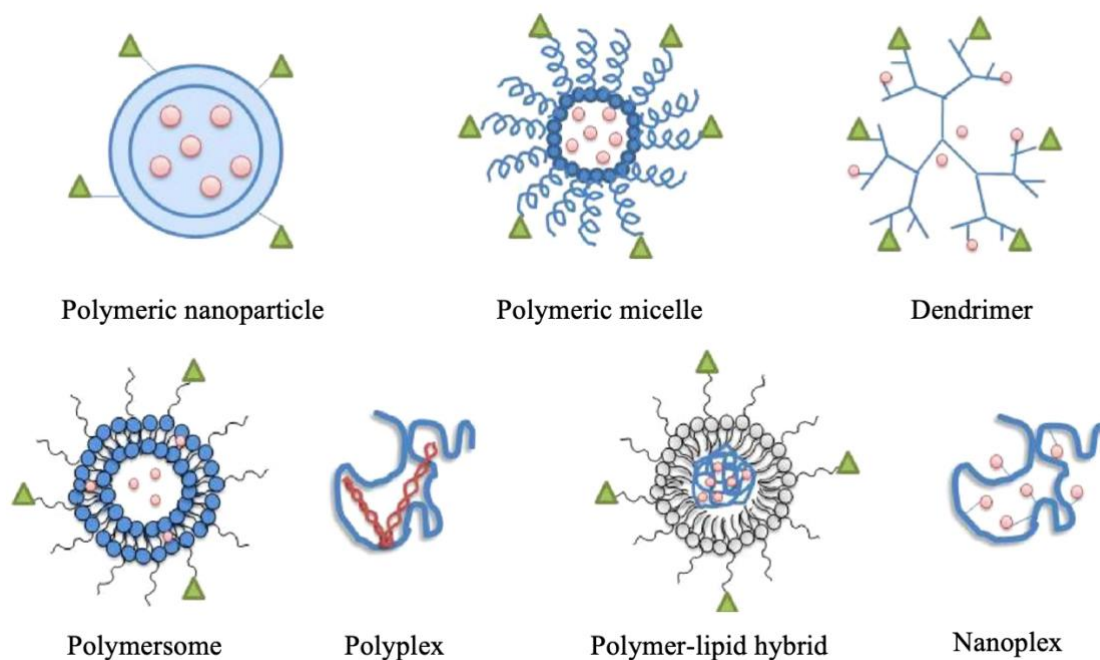 Polymeric nanoparticle
Polymeric micelle
Dendrimer
Polymersome
Polyplex
Polymer-lipid hybrid
Nanoplex